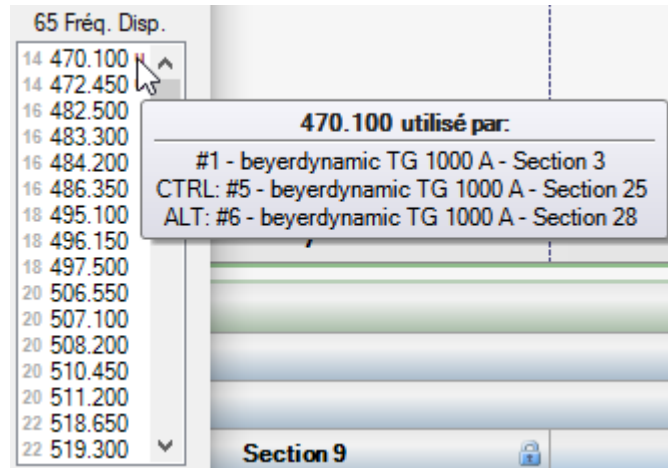 65 Fréq. Disp.
14 470.100
14 472.450
16 482.500
16 483.300
16 484.200
16 486.350
18 495.100
18 496.150
18 497.500
20 506.550
20 507.100
20 508.200
20 510.450
20 511.200
22 518.650
22 519.300
470.100 utilisé par:
#1 - beyerdynamic TG 1000 A - Section 3
CTRL: #5 - beyerdynamic TG 1000 A - Section 25
ALT: #6 - beyerdynamic TG 1000 A - Section 28
Section 9